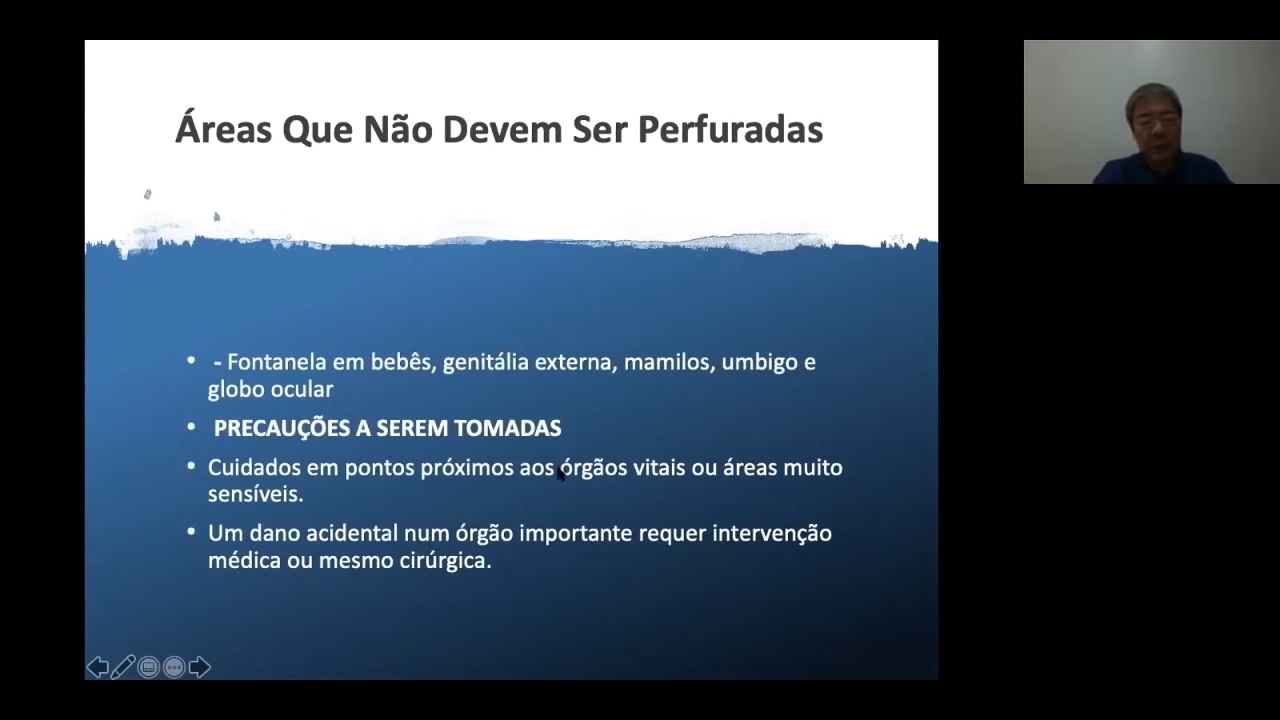 Áreas Que Não Devem Ser Perfuradas
- Fontanela em bebês, genitália externa, mamilos, umbigo e
globo ocular
PRECAUÇÕES A SEREM TOMADAS
Cuidados em pontos próximos aos órgãos vitais ou áreas muito
sensíveis.
Um dano acidental num órgão importante requer intervenção
médica ou mesmo cirúrgica.